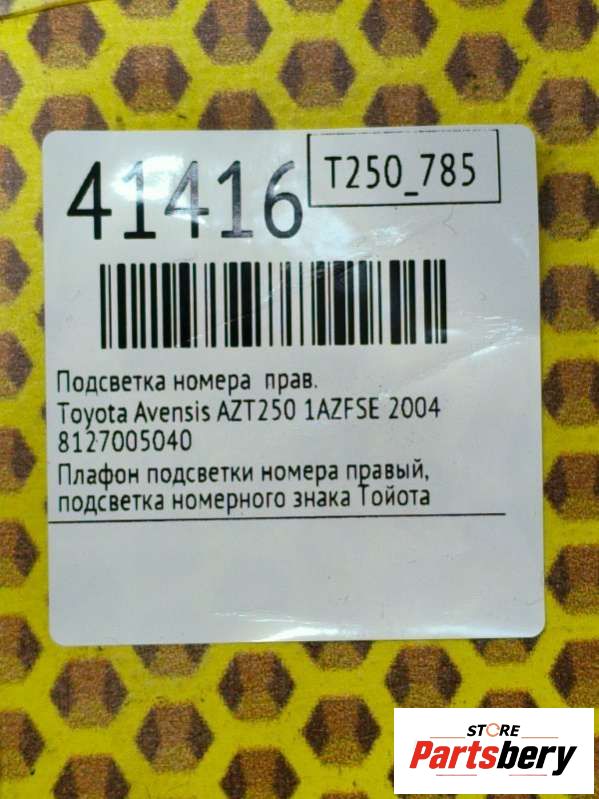 41416
T250_785
Подсветка номера прав.
Toyota Avensis AZT250 1AZFSE 2004
8127005040
Плафон подсветки номера правый,
подсветка номерного знака Тойота
STORE
Partsbery